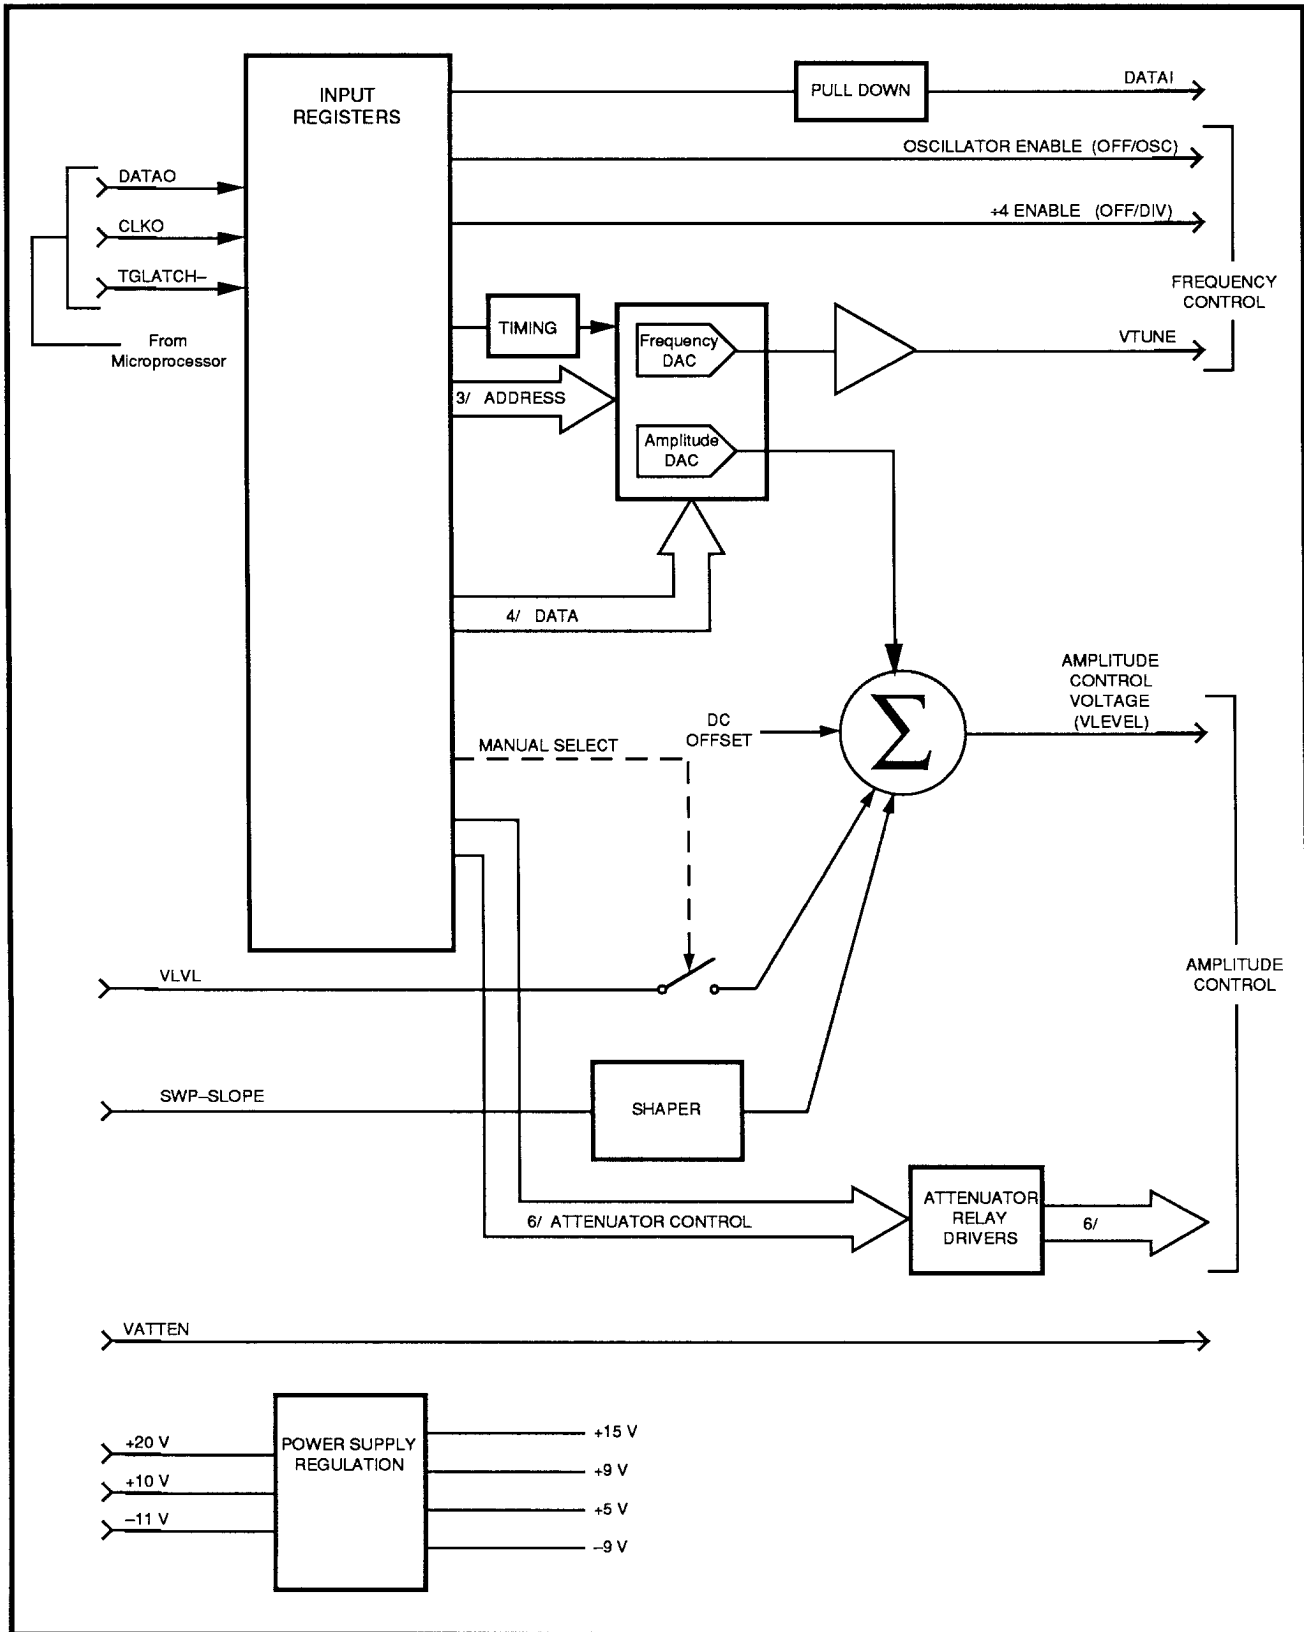 INPUT
REGISTERS
PULL DOWN
DATAI
OSCILLATOR ENABLE (OFF/OSC)
÷4 ENABLE (OFF/DIV)
DATAO
CLKO
TGLATCH–
From
Microprocessor
FREQUENCY
CONTROL
TIMING
Frequency
DAC
VTUNE
3/ ADDRESS
Amplitude
DAC
4/ DATA
AMPLITUDE
CONTROL
VOLTAGE
(VLEVEL)
DC
OFFSET
Σ
MANUAL SELECT
VLVL
AMPLITUDE
CONTROL
SWP–SLOPE
SHAPER
6/ ATTENUATOR CONTROL
ATTENUATOR
RELAY
DRIVERS
6/
VATTEN
POWER SUPPLY
REGULATION
+20 V
+10 V
–11 V
+15 V
+9 V
+5 V
–9 V